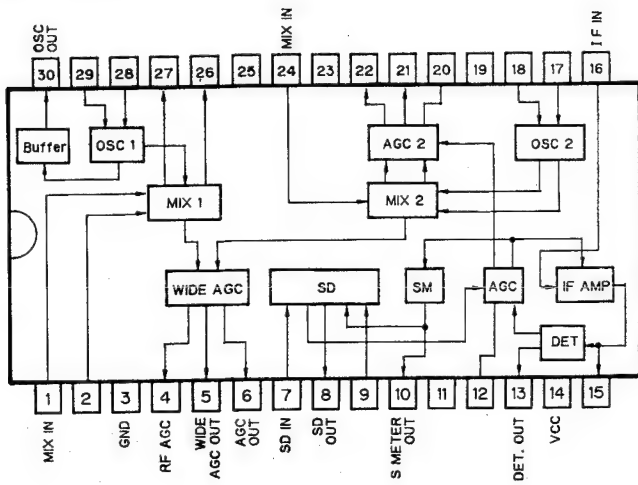 OSC OUT
MIX IN
IF IN
30 29 28 27 26 25 24 23 22 21 20 19 18 17 16
Buffer
OSC 1
AGC 2
OSC 2
MIX 1
MIX 2
WIDE AGC
SD
SM
AGC
IF AMP
DET
1 2 3 4 5 6 7 8 9 10 11 12 13 14 15
MIX IN
GND
RF AGC
WIDE AGC OUT
AGC OUT
SD IN
SD OUT
S METER OUT
DET. OUT
VCC